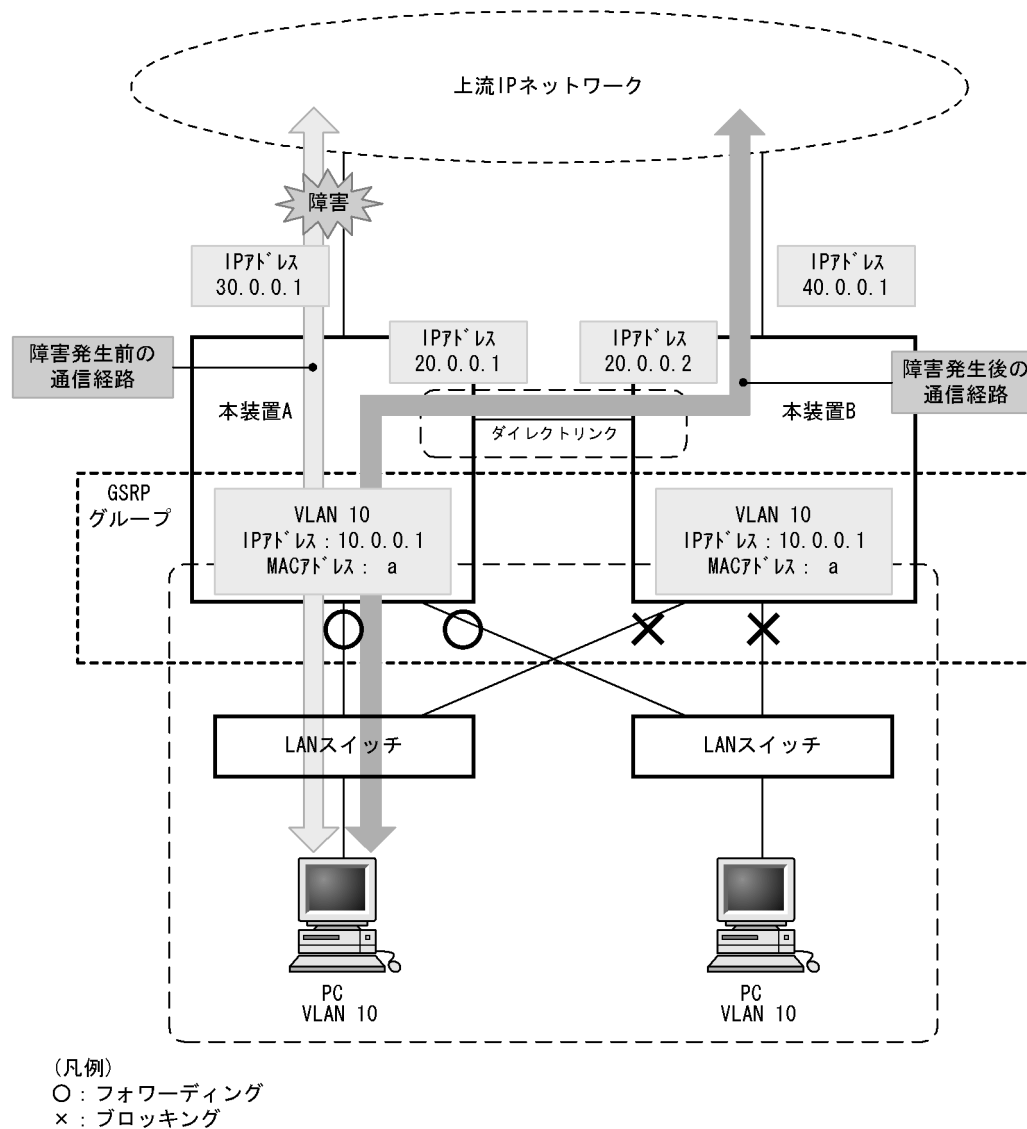 上流IPネットワーク
障害
IPアドレス
30.0.0.1
IPアドレス
40.0.0.1
障害発生前の
通信経路
IPアドレス
20.0.0.1
IPアドレス
20.0.0.2
障害発生後の
通信経路
本装置A
本装置B
ダイレクトリンク
GSRP
グループ
VLAN 10
IPアドレス：10.0.0.1
MACアドレス： a
VLAN 10
IPアドレス：10.0.0.1
MACアドレス： a
LANスイッチ
LANスイッチ
PC
VLAN 10
PC
VLAN 10
(凡例)
○：フォワーディング
×：ブロッキング